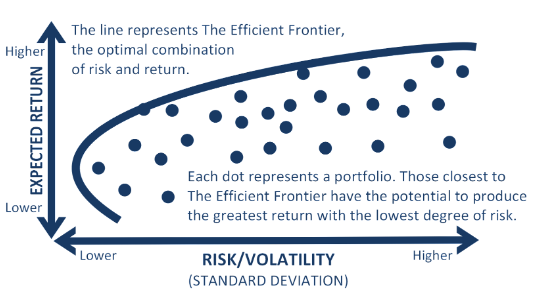 The line represents The Efficient Frontier,
the optimal combination
of risk and return.
Higher
EXPECTED RETURN
Lower
Each dot represents a portfolio. Those closest to
The Efficient Frontier have the potential to produce
the greatest return with the lowest degree of risk.
Lower
RISK/VOLATILITY
Higher
(STANDARD DEVIATION)